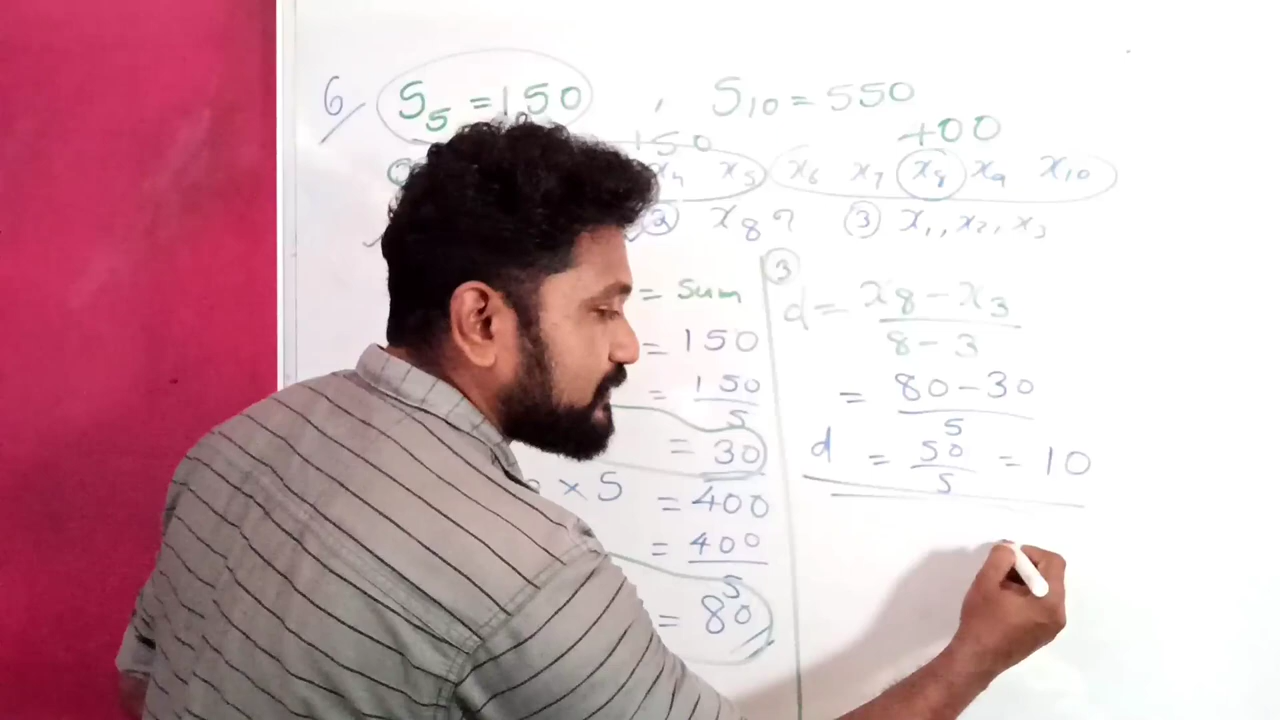 6/ S5 = 150 , S10 = 550
150 400
x4 x5 x6 x7 x8 x9 x10
② x8 ? ③ x1, x2, x3
= Sum
= 150
= 150/5
= 30
× 5 = 400
= 400/5
= 80
③
d = x8 - x3 / 8 - 3
= 80 - 30 / 5
d = 50/5 = 10